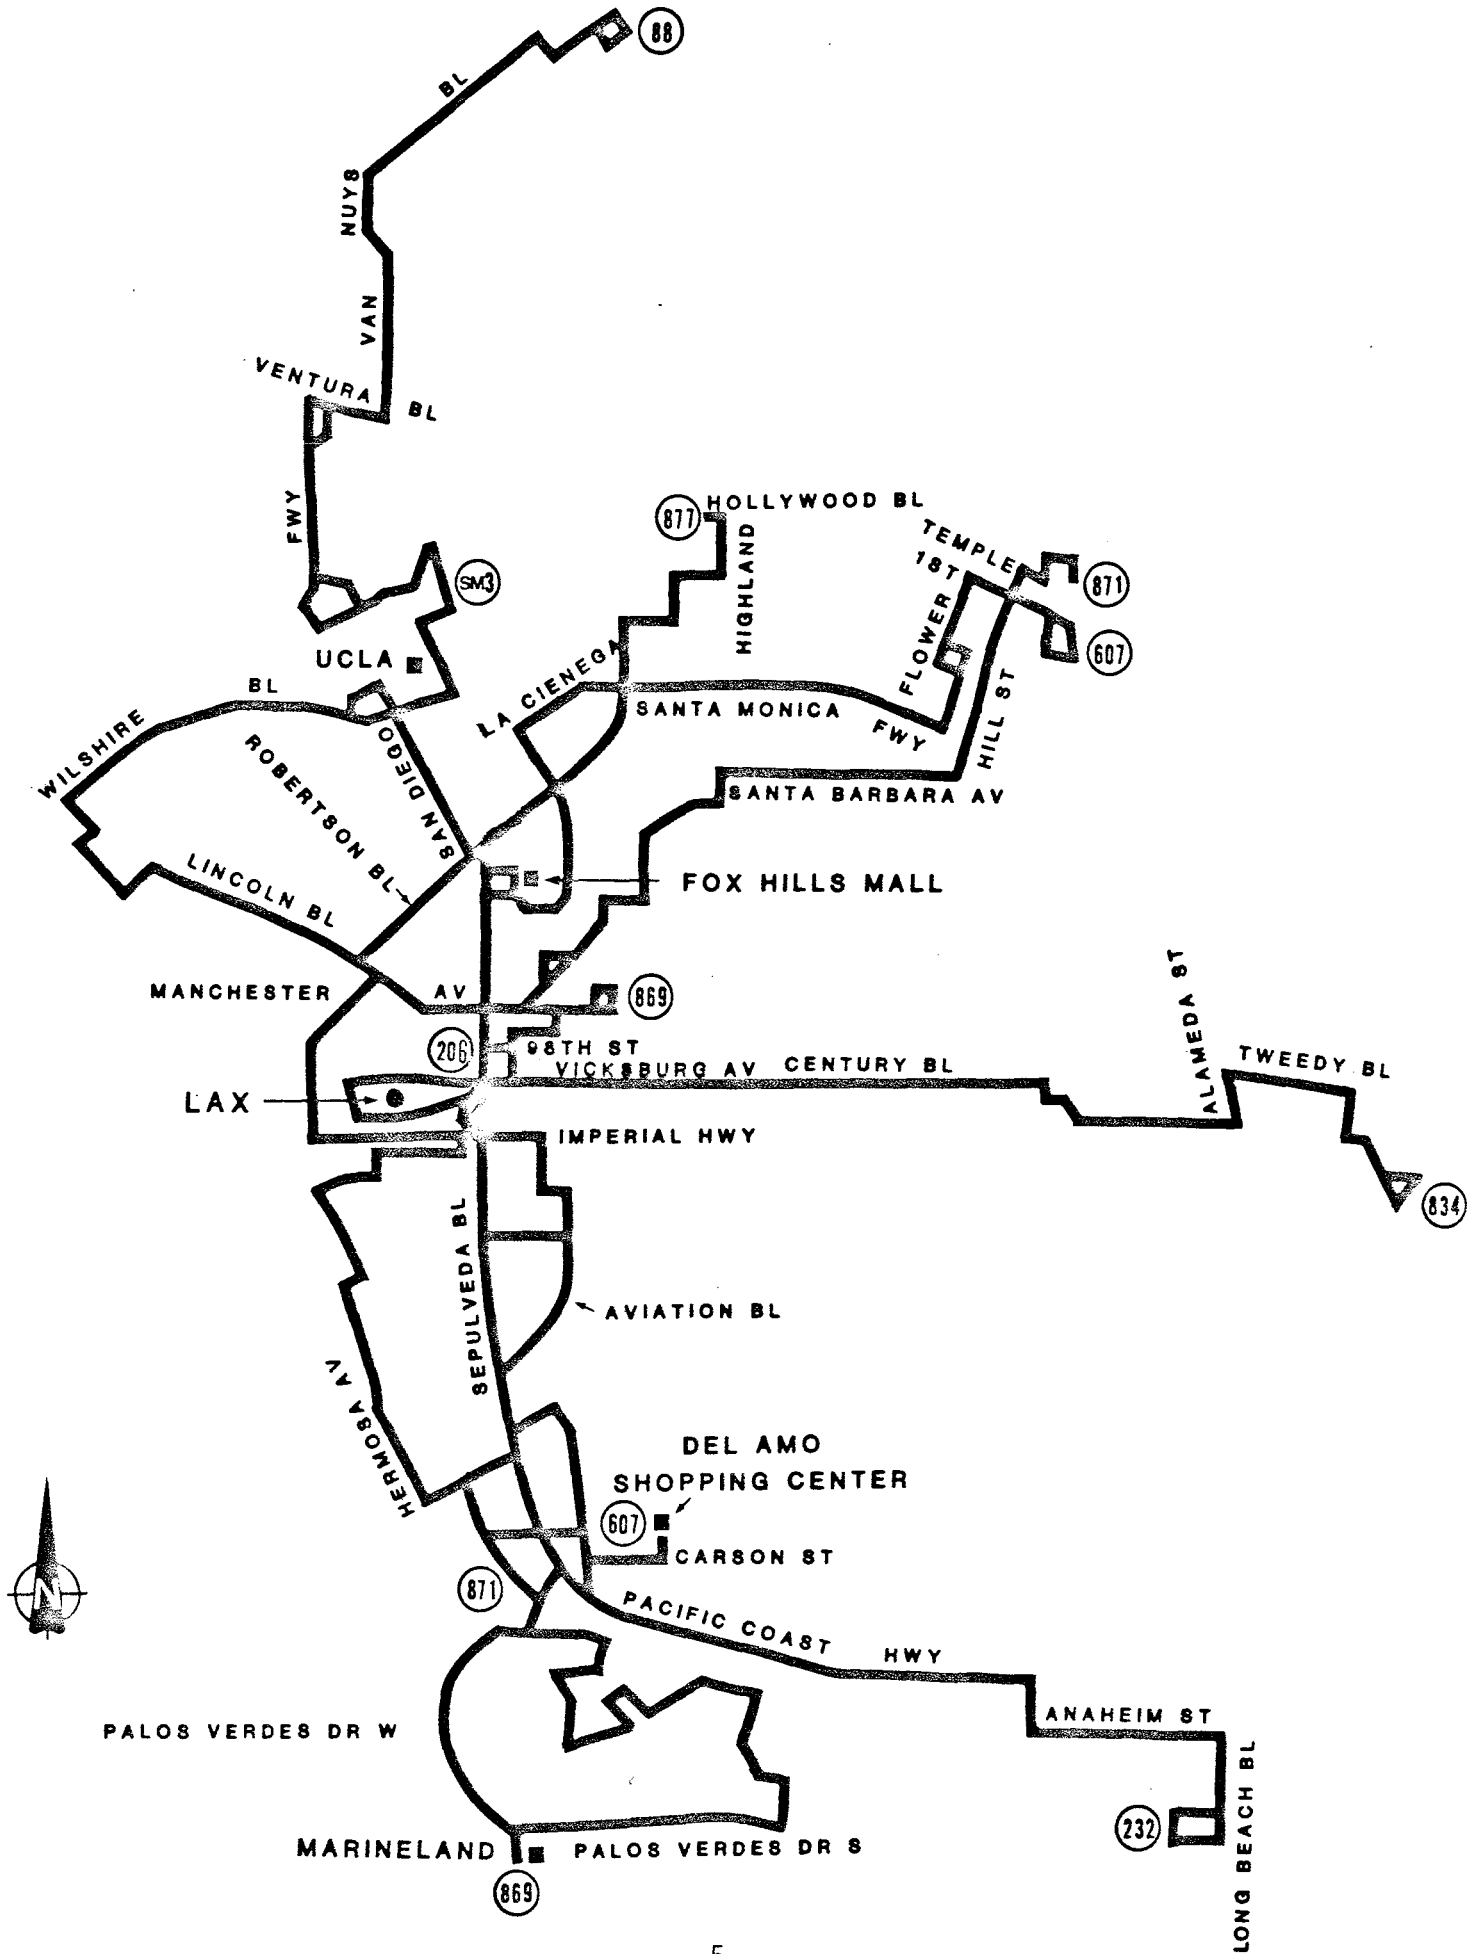 88
BL
NUYS
VAN
VENTURA BL
FWY
877
HOLLYWOOD BL
HIGHLAND
TEMPLE
1ST
871
SM3
FLOWER
607
UCLA
LA CIENEGA
HILL ST
BL
WILSHIRE
SANTA MONICA
FWY
ROBERTSON BL
SAN DIEGO
SANTA BARBARA AV
LINCOLN BL
FOX HILLS MALL
MANCHESTER AV
869
ALAMEDA ST
206
98TH ST
VICKSBURG AV
CENTURY BL
TWEEDY BL
LAX
IMPERIAL HWY
834
SEPULVEDA BL
AVIATION BL
HERMOSA AV
DEL AMO
SHOPPING CENTER
607
CARSON ST
N
871
PACIFIC COAST HWY
ANAHEIM ST
PALOS VERDES DR W
LONG BEACH BL
232
MARINELAND
PALOS VERDES DR S
869
5